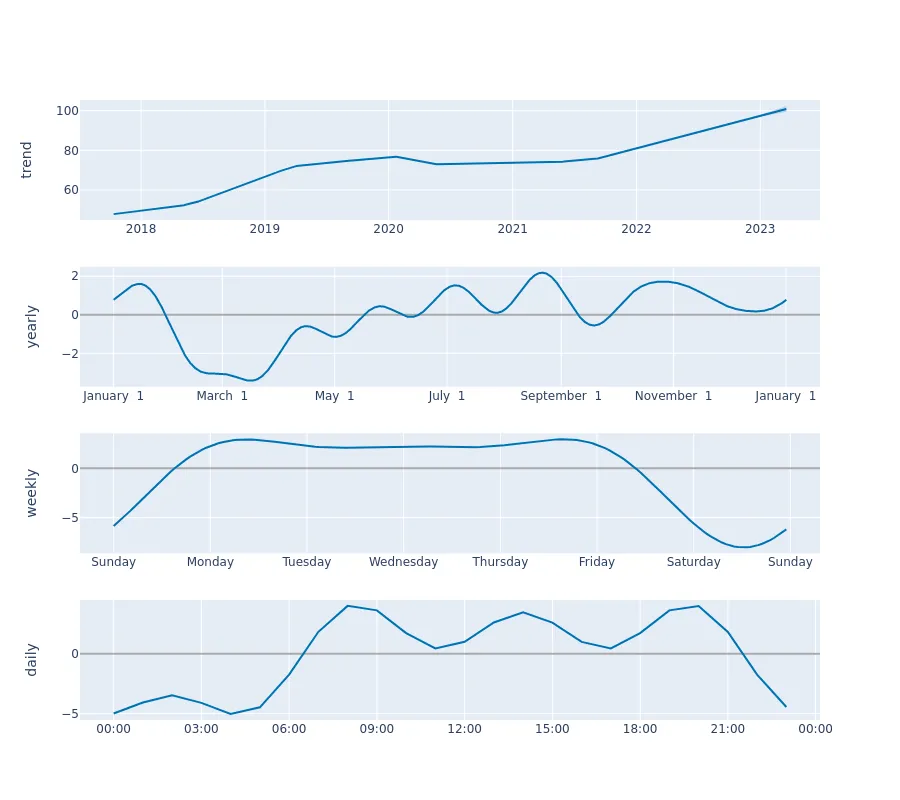 trend
100
80
60
2018 2019 2020 2021 2022 2023
yearly
2
0
−2
January 1 March 1 May 1 July 1 September 1 November 1 January 1
weekly
0
−5
Sunday Monday Tuesday Wednesday Thursday Friday Saturday Sunday
daily
0
−5
00:00 03:00 06:00 09:00 12:00 15:00 18:00 21:00 00:00